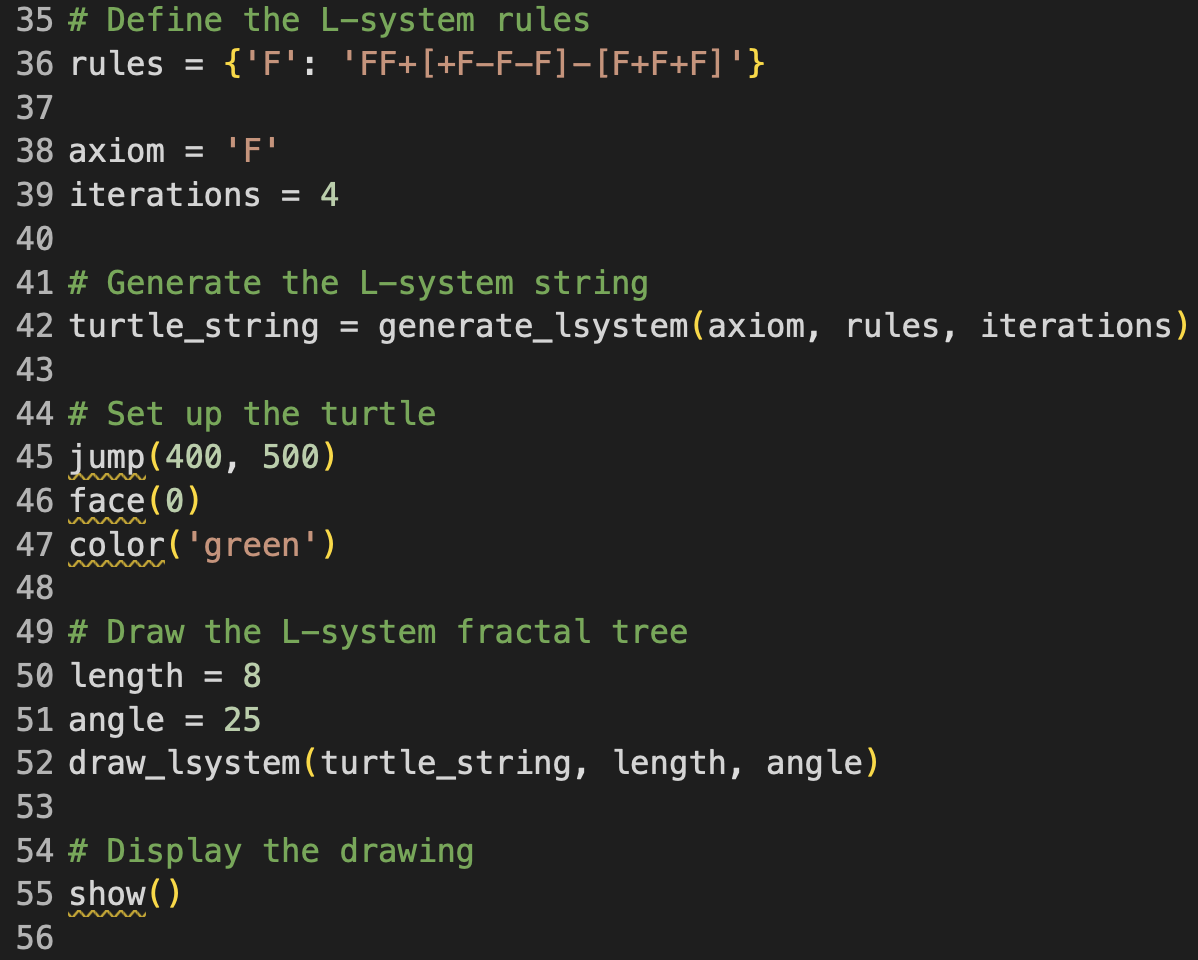 35 # Define the L-system rules
36 rules = {'F': 'FF+[+F-F-F]-[F+F+F]'}
37
38 axiom = 'F'
39 iterations = 4
40
41 # Generate the L-system string
42 turtle_string = generate_lsystem(axiom, rules, iterations)
43
44 # Set up the turtle
45 jump(400, 500)
46 face(0)
47 color('green')
48
49 # Draw the L-system fractal tree
50 length = 8
51 angle = 25
52 draw_lsystem(turtle_string, length, angle)
53
54 # Display the drawing
55 show()
56